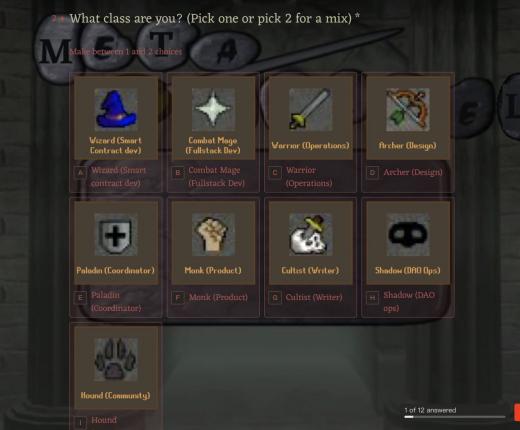 2 → What class are you? (Pick one or pick 2 for a mix) *
M E T A
Make between 1 and 2 choices
L
E
Wizard (Smart
Contract dev)
Combat Mage
(Fullstack Dev)
Warrior (Operations)
Archer (Design)
A Wizard (Smart
contract dev)
B Combat Mage
(Fullstack Dev)
C Warrior
(Operations)
D Archer (Design)
Paladin (Coordinator)
Monk (Product)
Cultist (Writer)
Shadow (DAO Ops)
E Paladin
(Coordinator)
F Monk (Product)
G Cultist (Writer)
H Shadow (DAO
ops)
Hound (Community)
I Hound
1 of 12 answered